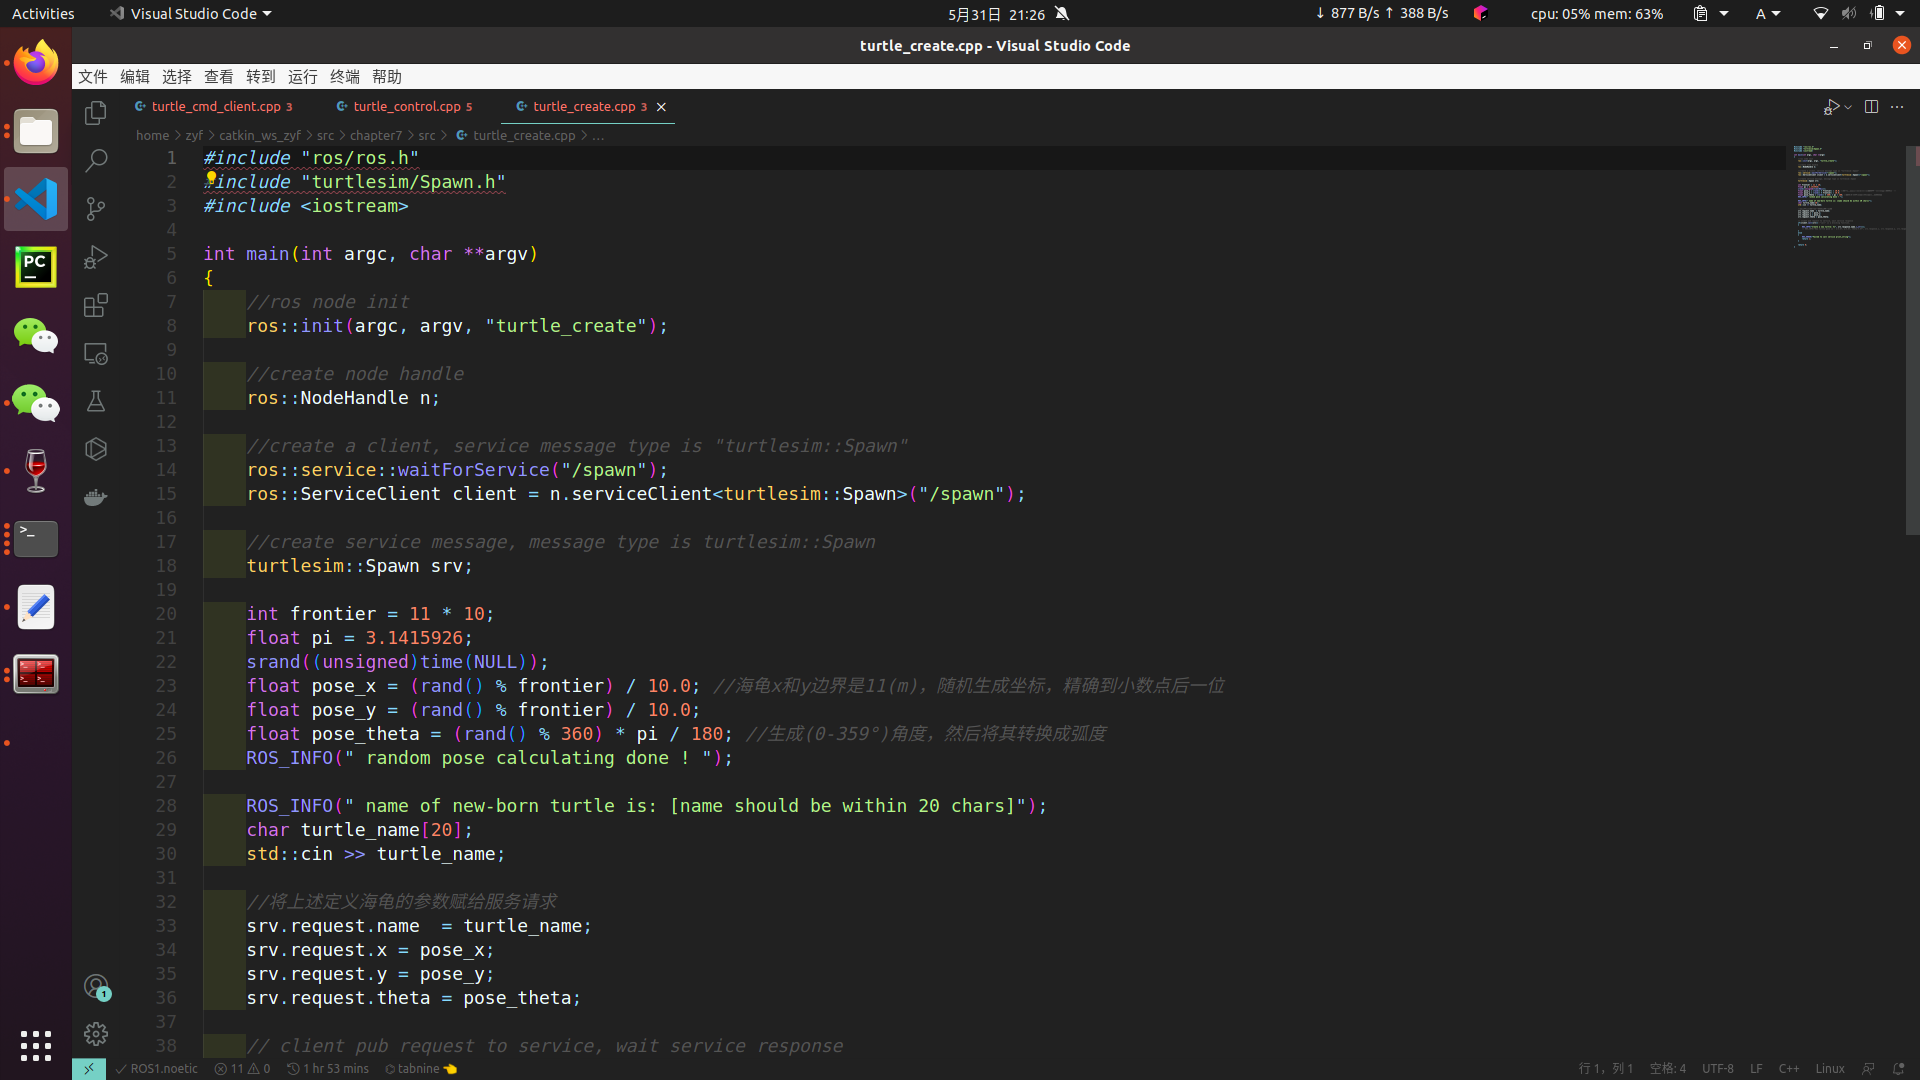 Activities
Visual Studio Code
5月31日 21:26
↓ 877 B/s ↑ 388 B/s
cpu: 05% mem: 63%
A
turtle_create.cpp - Visual Studio Code
文件 编辑 选择 查看 转到 运行 终端 帮助
turtle_cmd_client.cpp 3
turtle_control.cpp 5
turtle_create.cpp 3
home > zyf > catkin_ws_zyf > src > chapter7 > src > turtle_create.cpp > ...
1 #include "ros/ros.h"
2 #include "turtlesim/Spawn.h"
3 #include <iostream>
4
5 int main(int argc, char **argv)
6 {
7 //ros node init
8 ros::init(argc, argv, "turtle_create");
9
10 //create node handle
11 ros::NodeHandle n;
12
13 //create a client, service message type is "turtlesim::Spawn"
14 ros::service::waitForService("/spawn");
15 ros::ServiceClient client = n.serviceClient<turtlesim::Spawn>("/spawn");
16
17 //create service message, message type is turtlesim::Spawn
18 turtlesim::Spawn srv;
19
20 int frontier = 11 * 10;
21 float pi = 3.1415926;
22 srand((unsigned)time(NULL));
23 float pose_x = (rand() % frontier) / 10.0; //海龟x和y边界是11(m)，随机生成坐标，精确到小数点后一位
24 float pose_y = (rand() % frontier) / 10.0;
25 float pose_theta = (rand() % 360) * pi / 180; //生成(0-359°)角度，然后将其转换成弧度
26 ROS_INFO(" random pose calculating done ! ");
27
28 ROS_INFO(" name of new-born turtle is: [name should be within 20 chars]");
29 char turtle_name[20];
30 std::cin >> turtle_name;
31
32 //将上述定义海龟的参数赋给服务请求
33 srv.request.name  = turtle_name;
34 srv.request.x = pose_x;
35 srv.request.y = pose_y;
36 srv.request.theta = pose_theta;
37
38 // client pub request to service, wait service response
PC
1
ROS1.noetic
11 0
1 hr 53 mins
tabnine
行 1，列 1
空格: 4
UTF-8
LF
C++
Linux